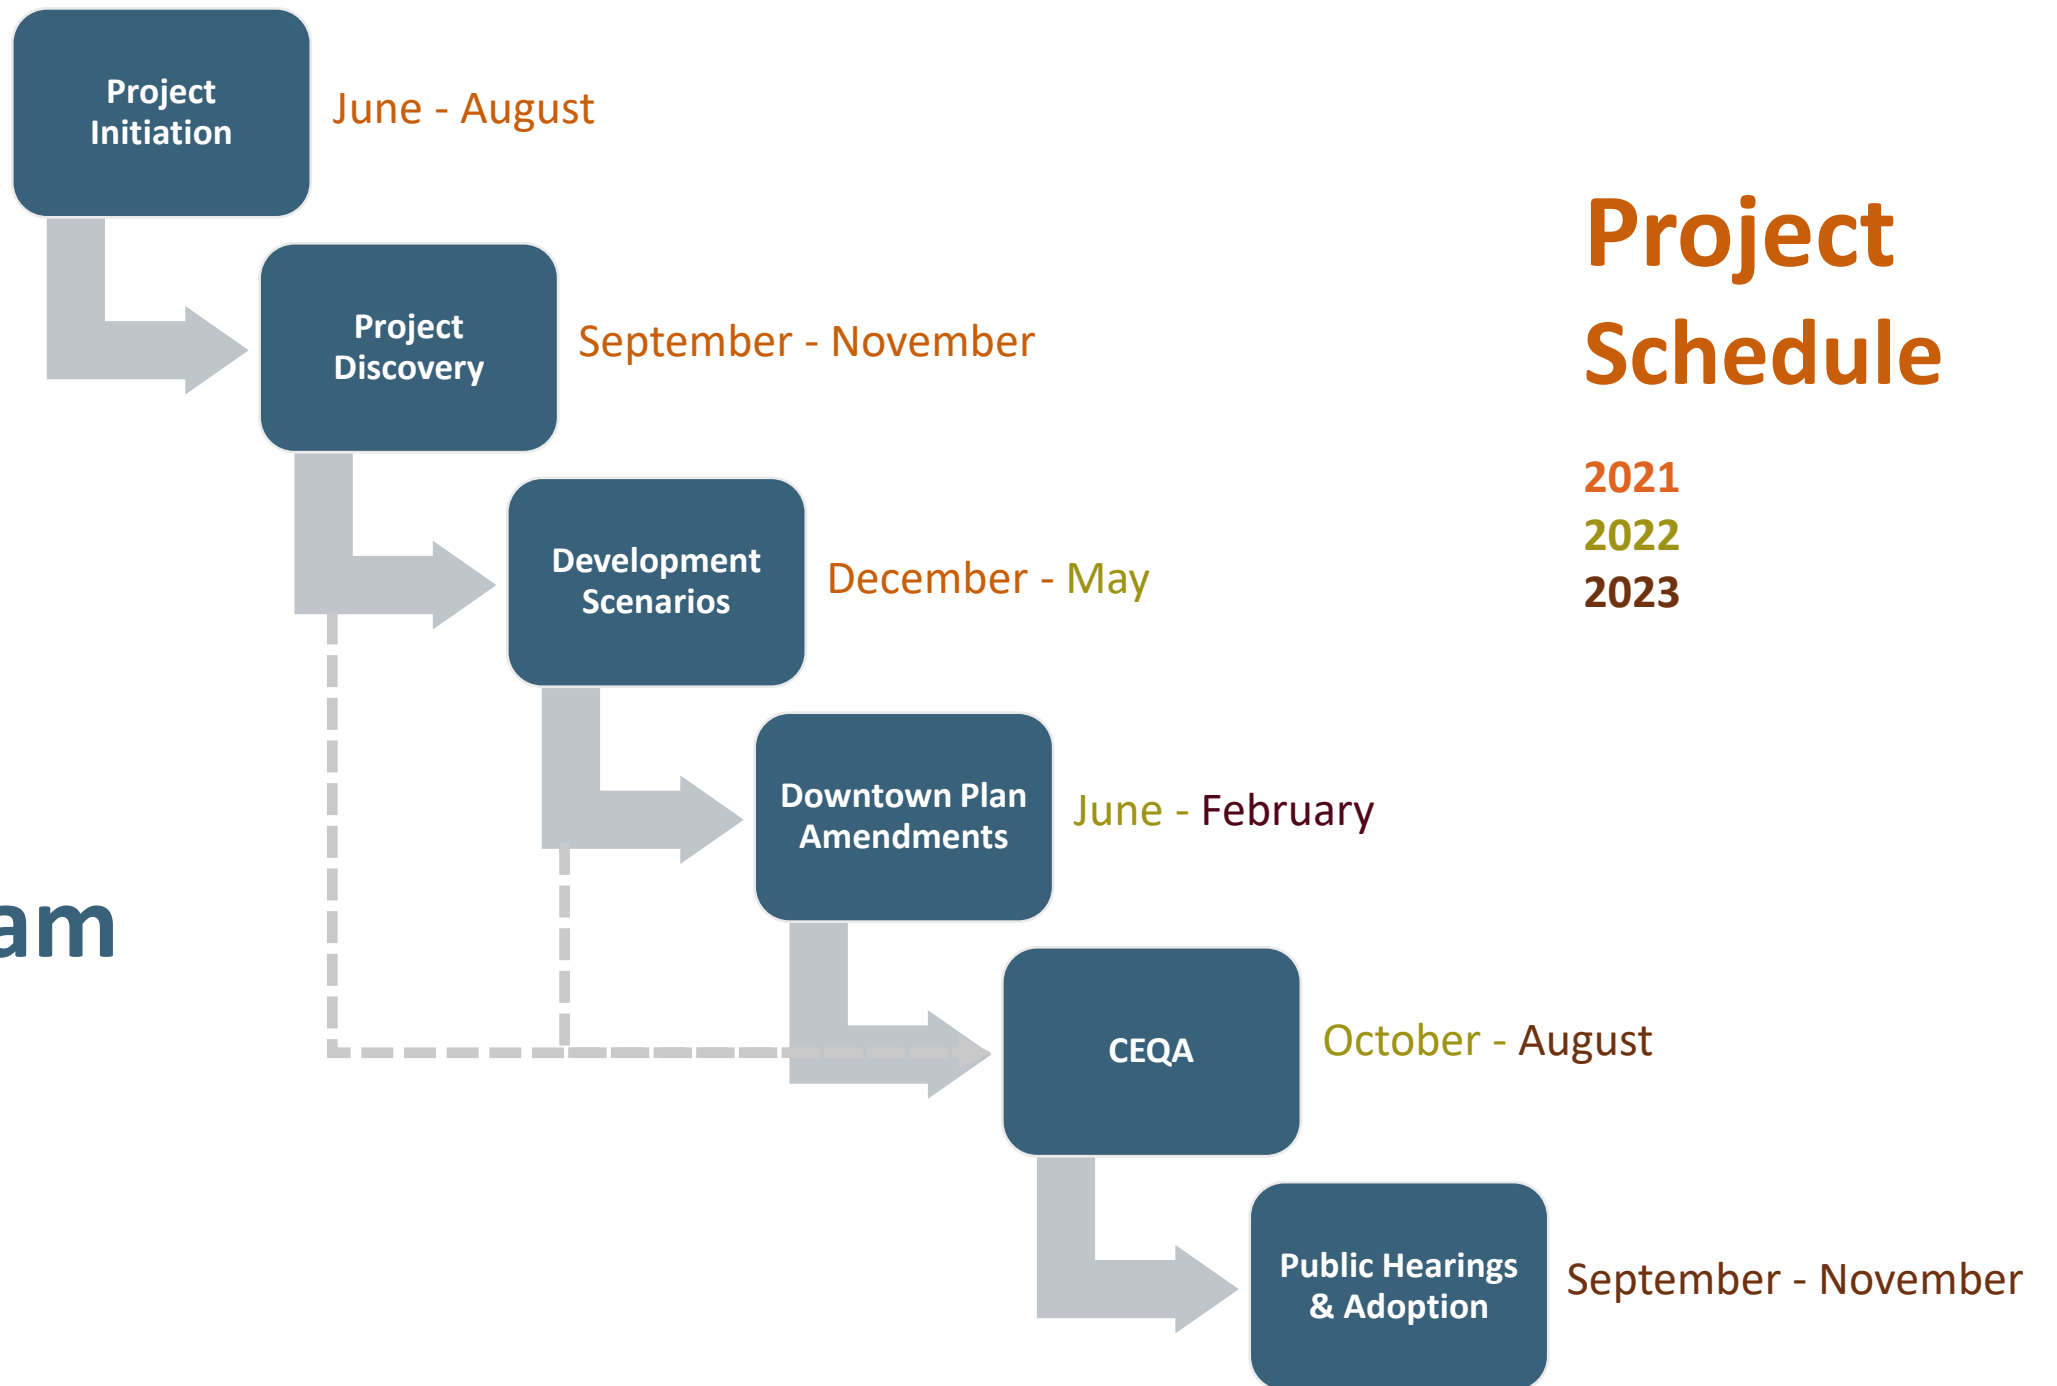 Project
Initiation
June - August
Project
Schedule
2021
2022
2023
Project
Discovery
September - November
Development
Scenarios
December - May
Downtown Plan
Amendments
June - February
am
CEQA
October - August
Public Hearings
& Adoption
September - November